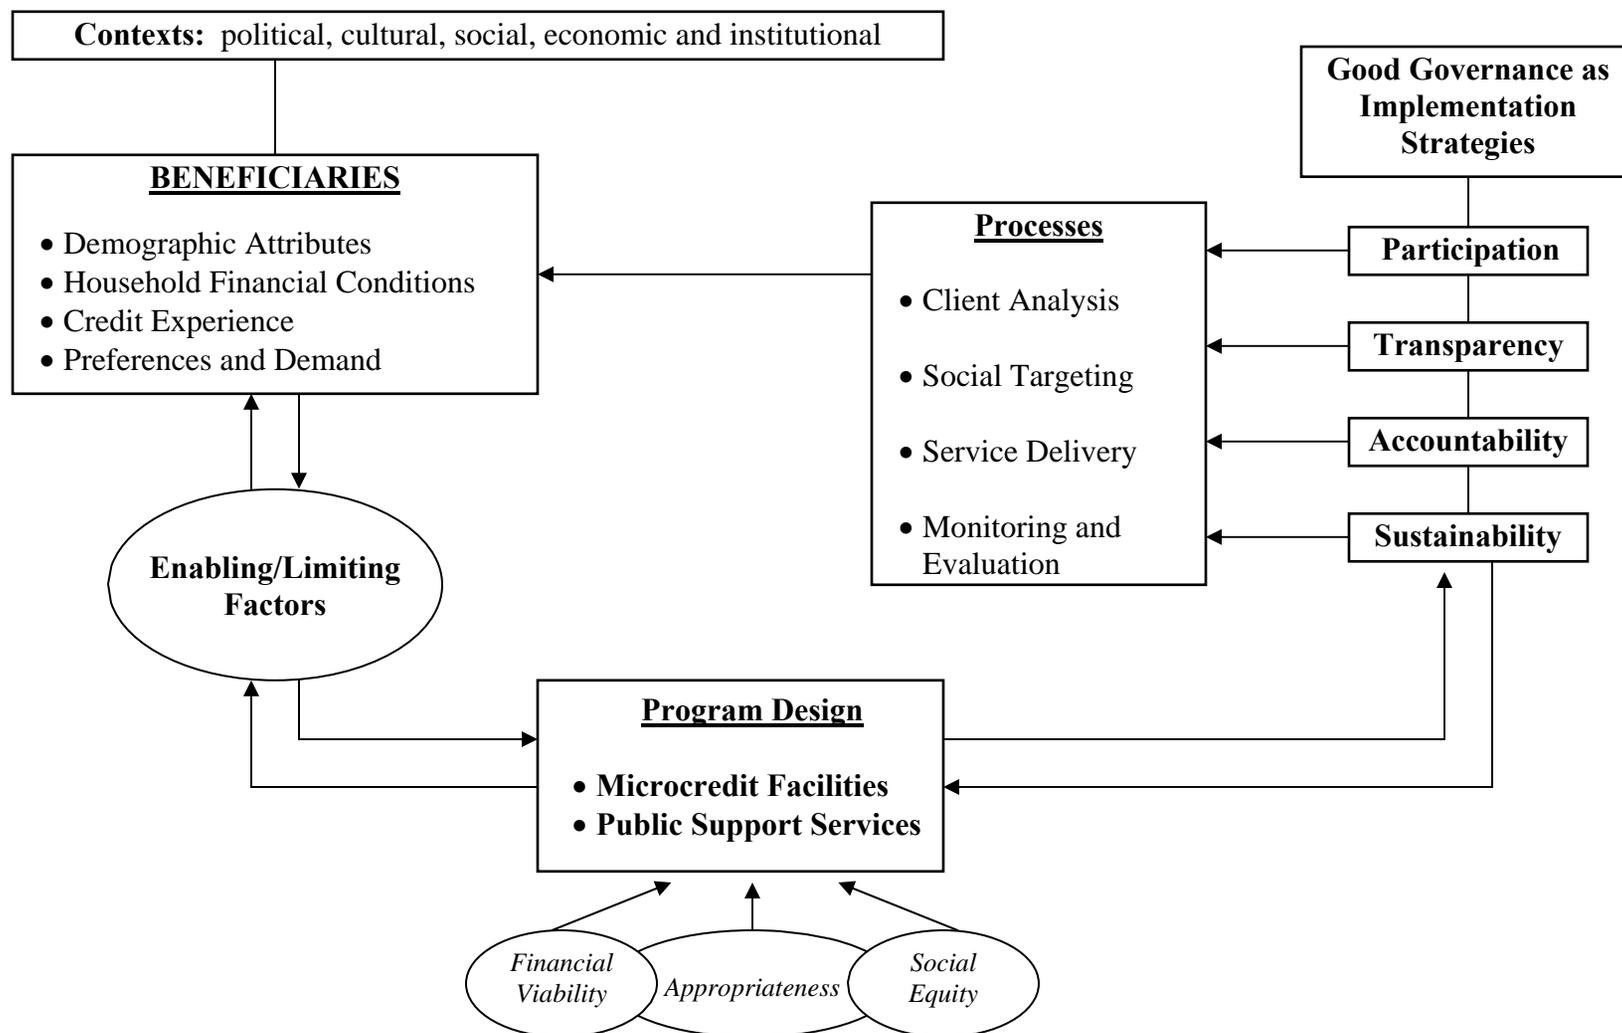 Contexts: political, cultural, social, economic and institutional
Good Governance as
Implementation
Strategies
BENEFICIARIES
• Demographic Attributes
• Household Financial Conditions
• Credit Experience
• Preferences and Demand
Processes
• Client Analysis
• Social Targeting
• Service Delivery
• Monitoring and
Evaluation
Participation
Transparency
Accountability
Sustainability
Enabling/Limiting
Factors
Program Design
• Microcredit Facilities
• Public Support Services
Financial
Viability
Appropriateness
Social
Equity